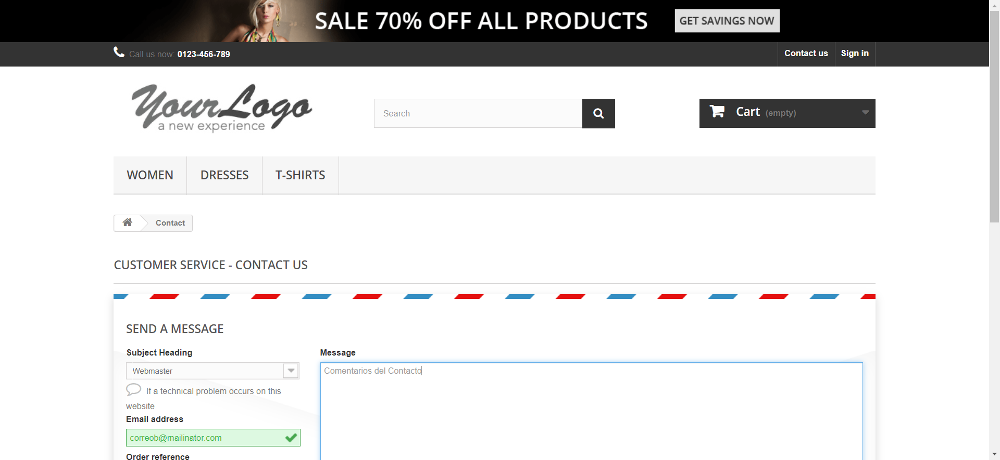 SALE 70% OFF ALL PRODUCTS GET SAVINGS NOW
Call us now: 0123-456-789 Contact us Sign in
YourLogo
a new experience
Search
Cart (empty)
WOMEN DRESSES T-SHIRTS
Contact
CUSTOMER SERVICE - CONTACT US
SEND A MESSAGE
Subject Heading
Webmaster
If a technical problem occurs on this
website
Email address
correob@mailinator.com
Order reference
Message
Comentarios del Contacto